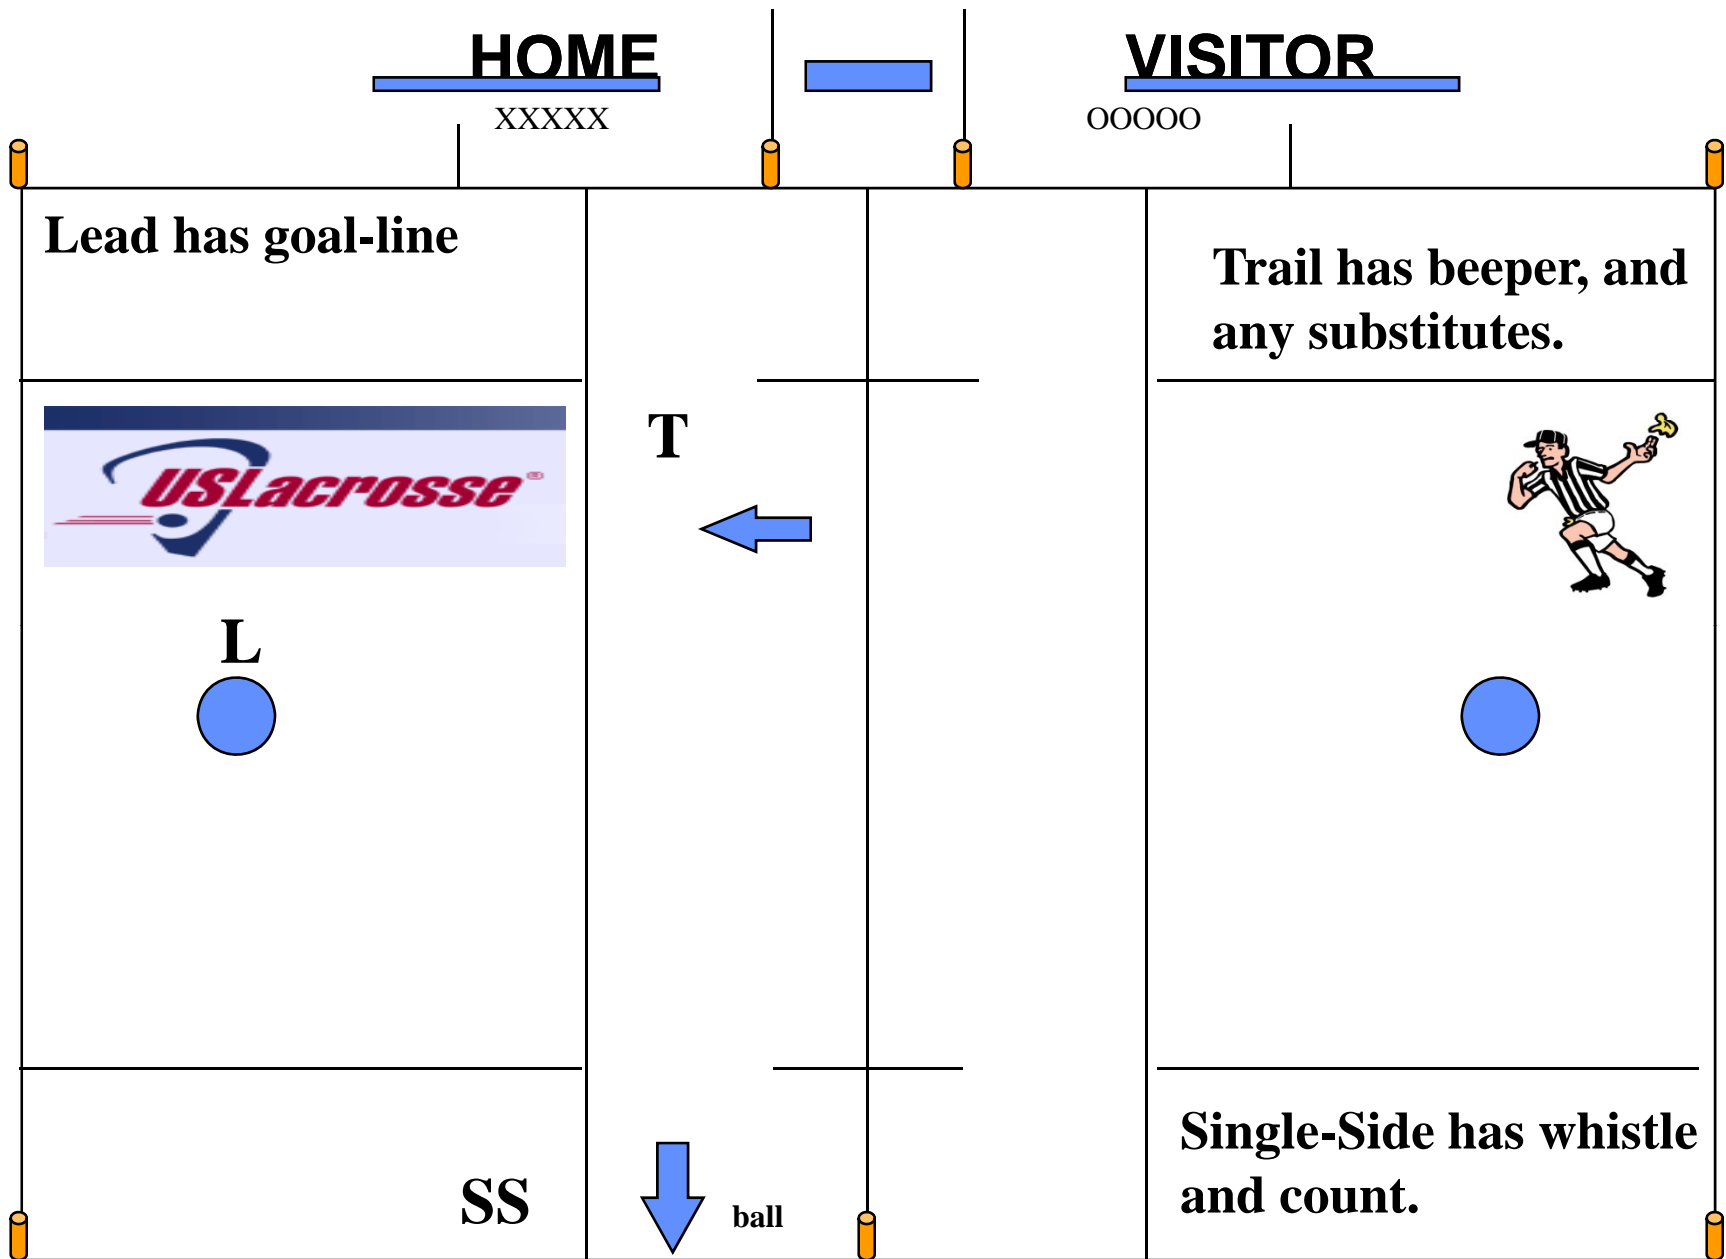 HOME VISITOR
XXXXX OOOOO
Lead has goal-line
Trail has beeper, and
any substitutes.
T
USLacrosse®
L
Single-Side has whistle
and count.
SS
ball